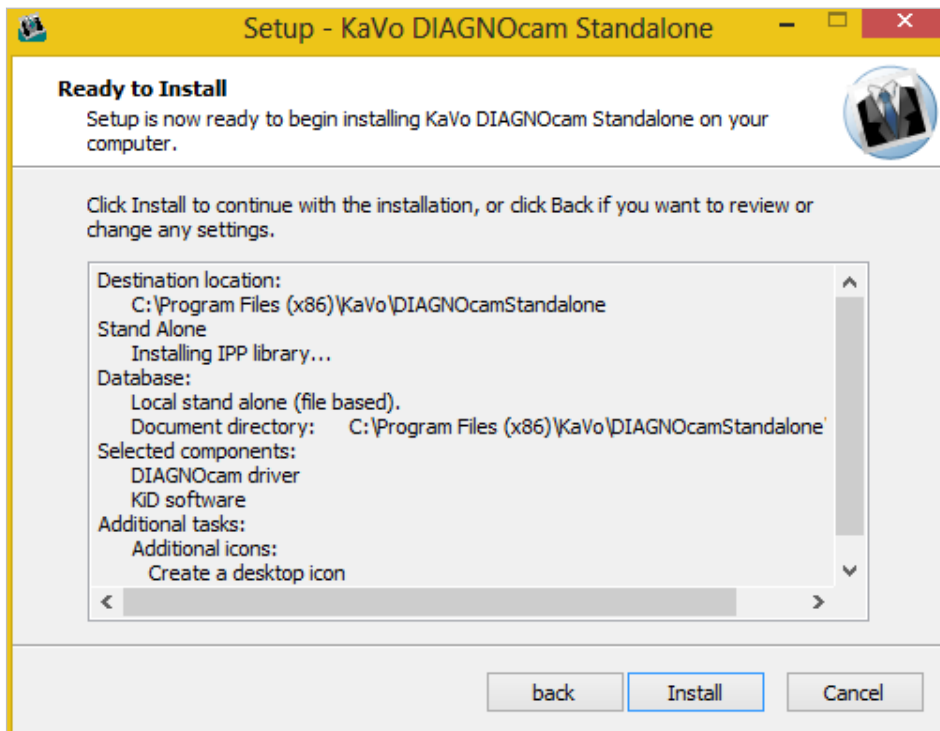 Setup - KaVo DIAGNOcam Standalone
Ready to Install
Setup is now ready to begin installing KaVo DIAGNOcam Standalone on your
computer.
Click Install to continue with the installation, or click Back if you want to review or
change any settings.
Destination location:
C:\Program Files (x86)\KaVo\DIAGNOcamStandalone
Stand Alone
Installing IPP library...
Database:
Local stand alone (file based).
Document directory: C:\Program Files (x86)\KaVo\DIAGNOcamStandalone\
Selected components:
DIAGNOcam driver
KiD software
Additional tasks:
Additional icons:
Create a desktop icon
back Install Cancel